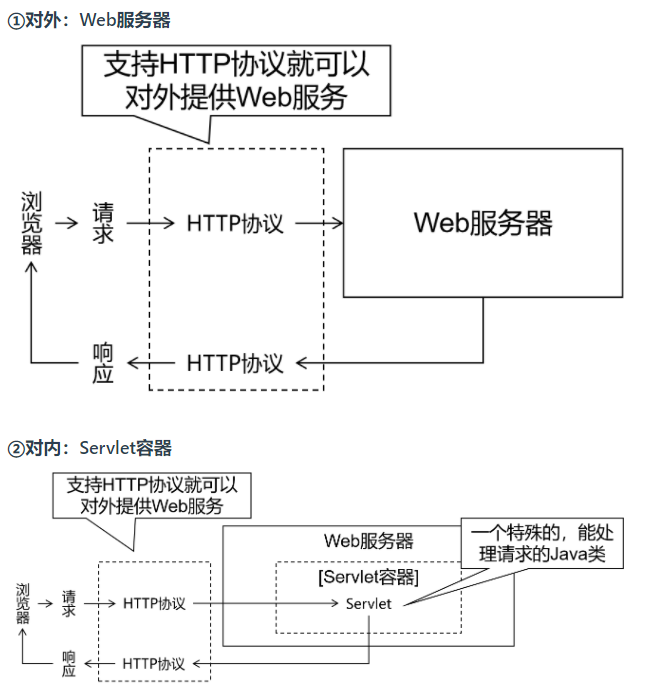 ①对外：Web服务器
支持HTTP协议就可以
对外提供Web服务
浏览器
请求
HTTP协议
Web服务器
响应
HTTP协议
②对内：Servlet容器
支持HTTP协议就可以
对外提供Web服务
Web服务器
一个特殊的，能处
理请求的Java类
[Servlet容器]
浏览器
请求
HTTP协议
Servlet
响应
HTTP协议